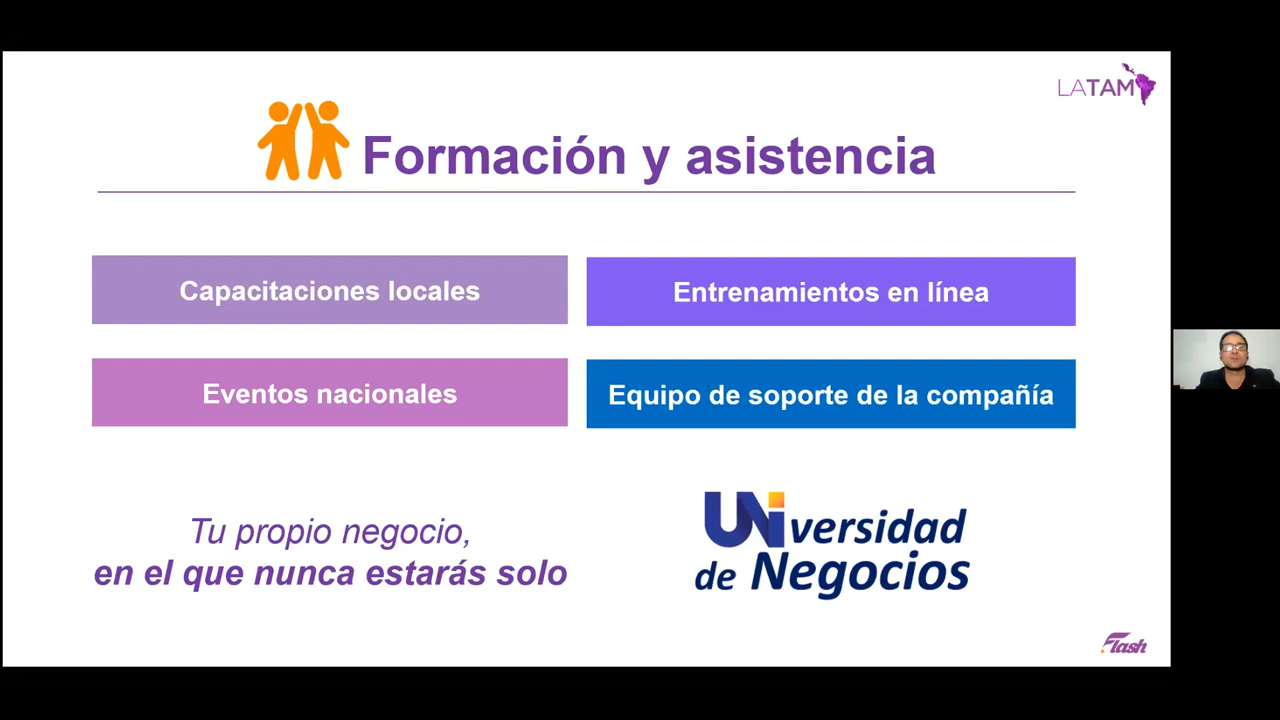 LATAM
Formación y asistencia
Capacitaciones locales
Entrenamientos en línea
Eventos nacionales
Equipo de soporte de la compañía
Tu propio negocio,
en el que nunca estarás solo
UNiversidad
de Negocios
Flash